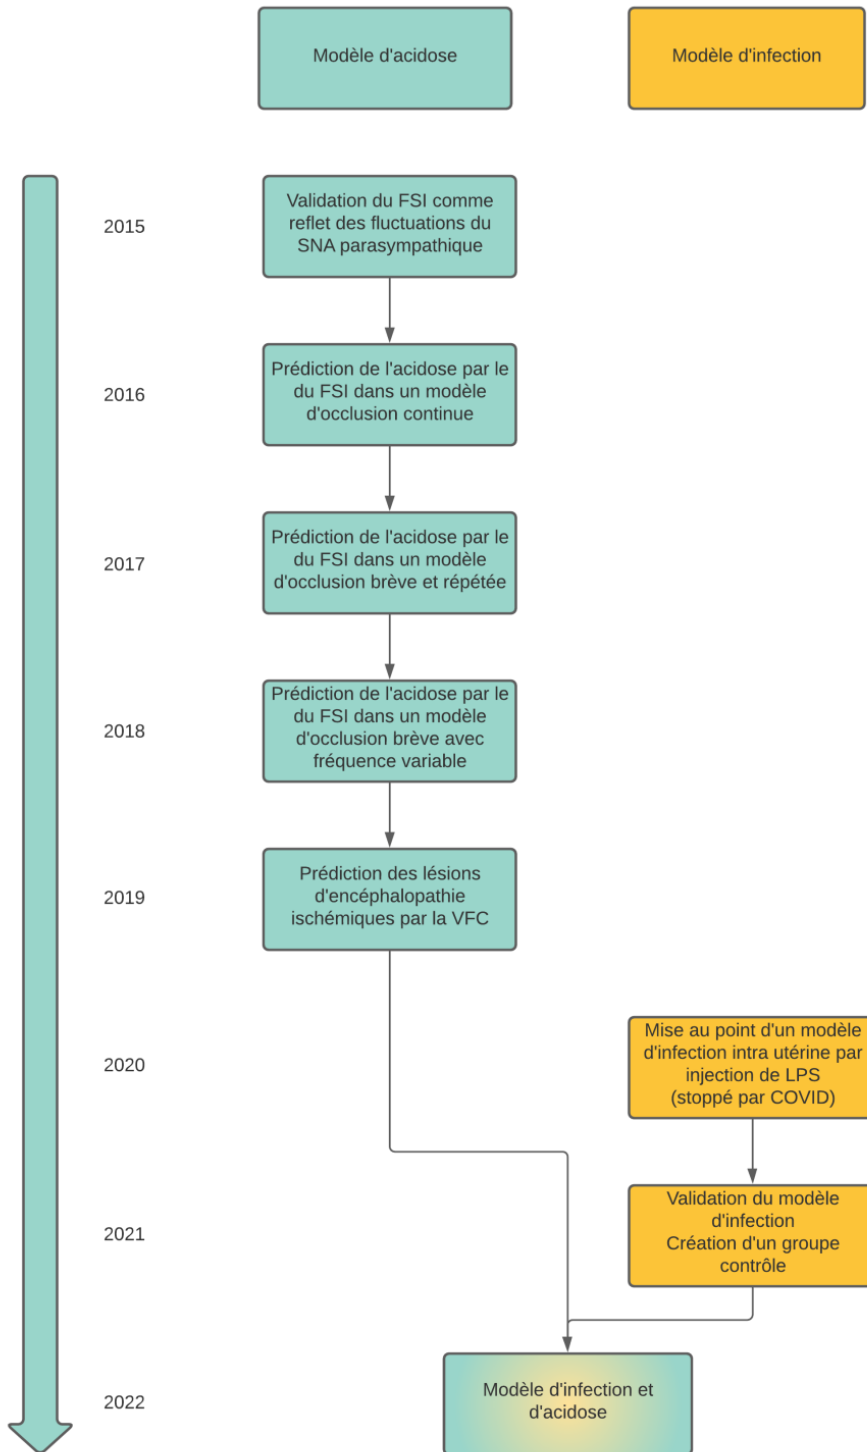 Modèle d'acidose
Modèle d'infection
2015
Validation du FSI comme
reflet des fluctuations du
SNA parasympathique
2016
Prédiction de l'acidose par le
du FSI dans un modèle
d'occlusion continue
2017
Prédiction de l'acidose par le
du FSI dans un modèle
d'occlusion brève et répétée
2018
Prédiction de l'acidose par le
du FSI dans un modèle
d'occlusion brève avec
fréquence variable
2019
Prédiction des lésions
d'encéphalopathie
ischémiques par la VFC
2020
Mise au point d'un modèle
d'infection intra utérine par
injection de LPS
(stoppé par COVID)
2021
Validation du modèle
d'infection
Création d'un groupe
contrôle
2022
Modèle d'infection et
d'acidose